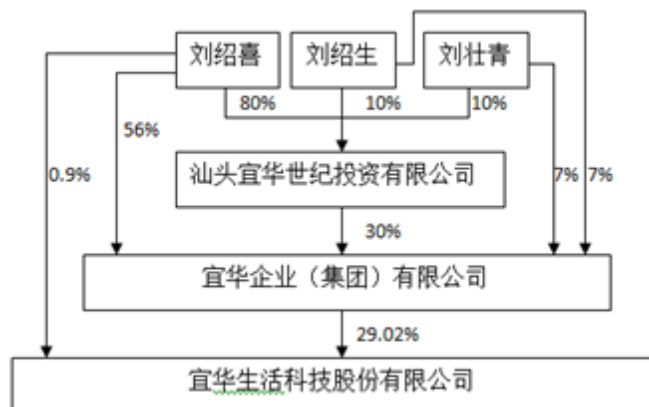 刘绍喜 刘绍生 刘壮青
80% 10% 10%
56%
0.9%
汕头宜华世纪投资有限公司
7% 7%
30%
宜华企业（集团）有限公司
29.02%
宜华生活科技股份有限公司